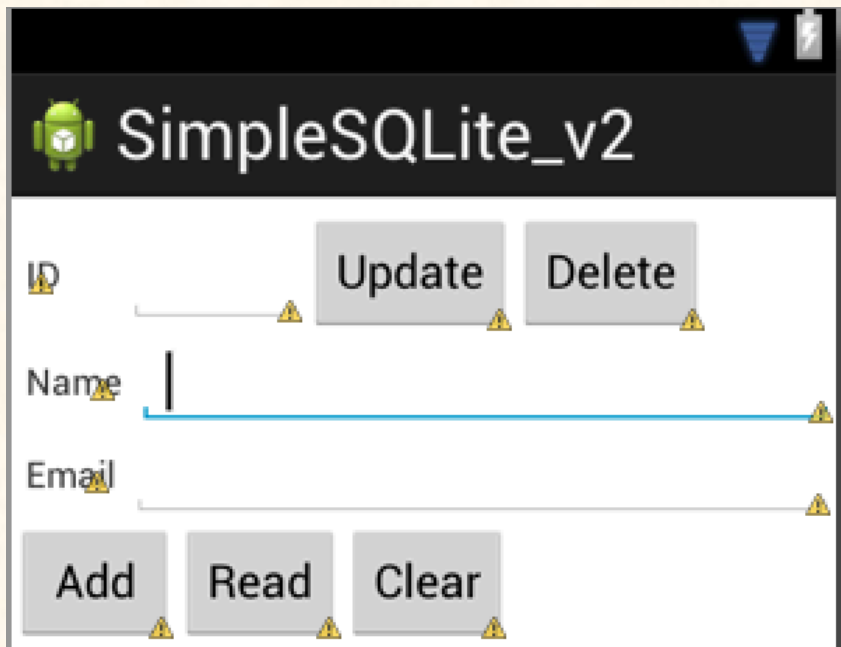 SimpleSQLite_v2
ID Update Delete
Name
Email
Add Read Clear